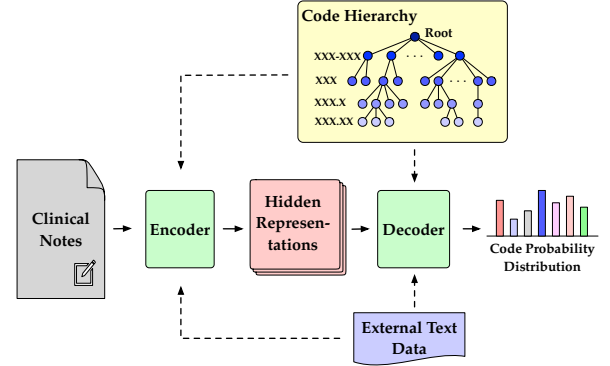 Code Hierarchy
Root
XXX-XXX
XXX
XXX.X
XXX.XX
Clinical
Notes
Encoder
Hidden
Represen-
tations
Decoder
Code Probability
Distribution
External Text
Data